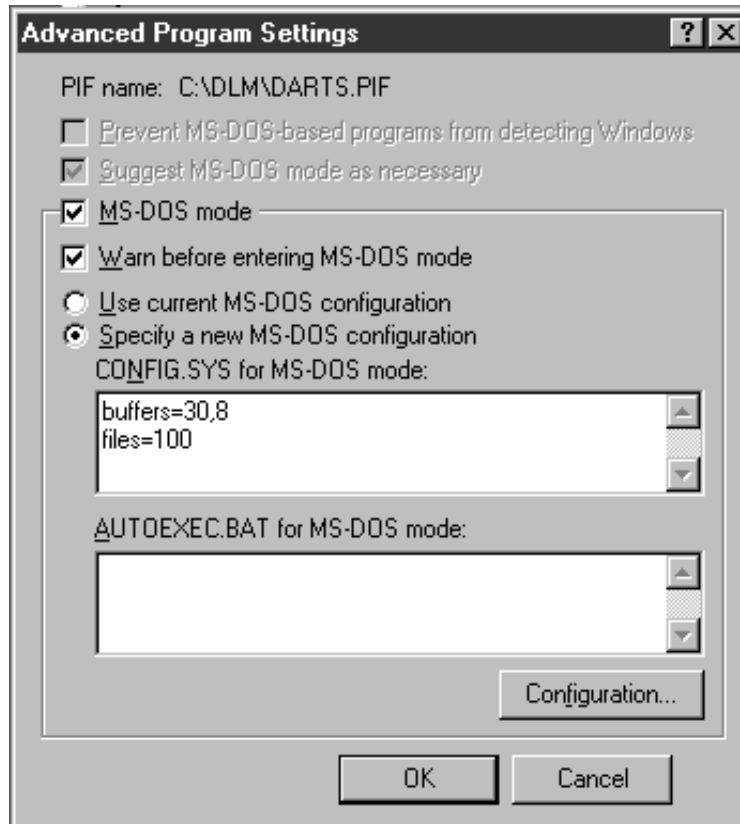 Advanced Program Settings
PIF name: C:\DLM\DARTS.PIF
Prevent MS-DOS-based programs from detecting Windows
Suggest MS-DOS mode as necessary
MS-DOS mode
Warn before entering MS-DOS mode
Use current MS-DOS configuration
Specify a new MS-DOS configuration
CONFIG.SYS for MS-DOS mode:
buffers=30,8
files=100
AUTOEXEC.BAT for MS-DOS mode:
Configuration...
OK Cancel